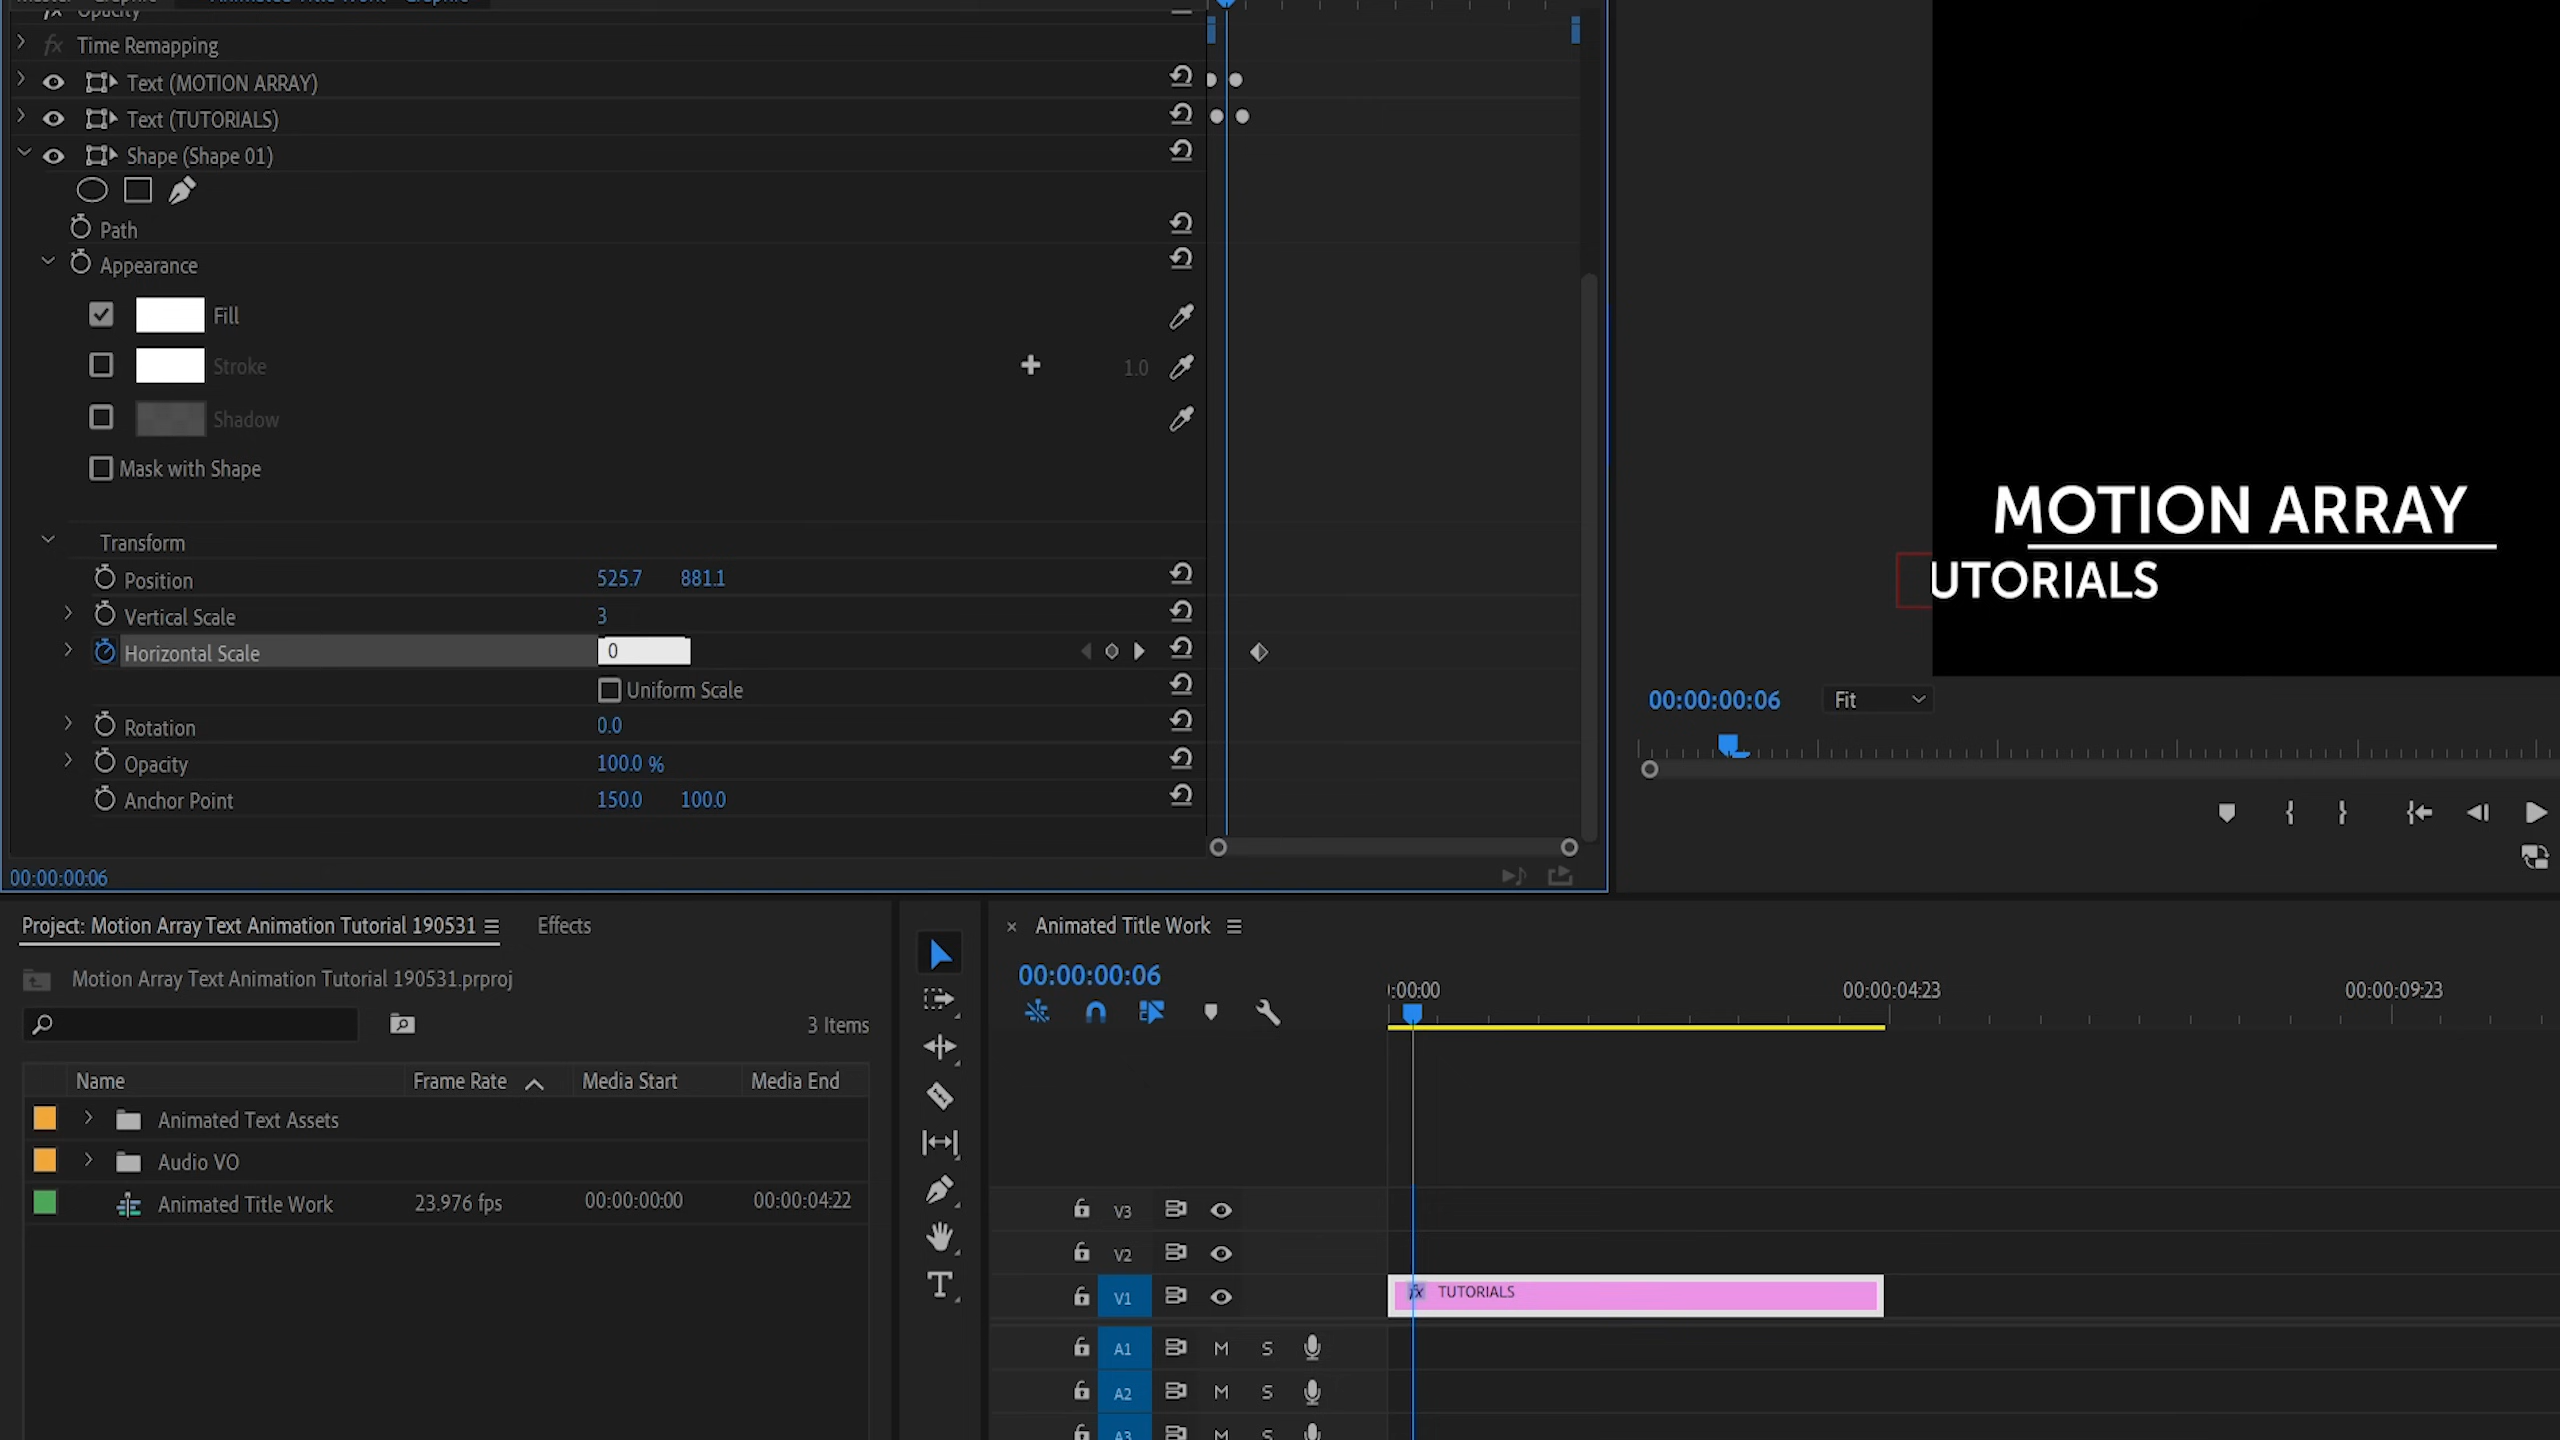 Opacity
Time Remapping
Text (MOTION ARRAY)
Text (TUTORIALS)
Shape (Shape 01)
Path
Appearance
Fill
Stroke
1.0
Shadow
Mask with Shape
Transform
Position 525.7 881.1
Vertical Scale 3
Horizontal Scale 0
Uniform Scale
Rotation 0.0
Opacity 100.0 %
Anchor Point 150.0 100.0
00:00:00:06
MOTION ARRAY
UTORIALS
00:00:00:06 Fit
Project: Motion Array Text Animation Tutorial 190531 Effects
Motion Array Text Animation Tutorial 190531.prproj
3 Items
Name Frame Rate Media Start Media End
Animated Text Assets
Audio VO
Animated Title Work 23.976 fps 00:00:00:00 00:00:04:22
Animated Title Work
00:00:00:06
:00:00 00:00:04:23 00:00:09:23
V3
V2
V1 fx TUTORIALS
A1 M S
A2 M S
A3 M S